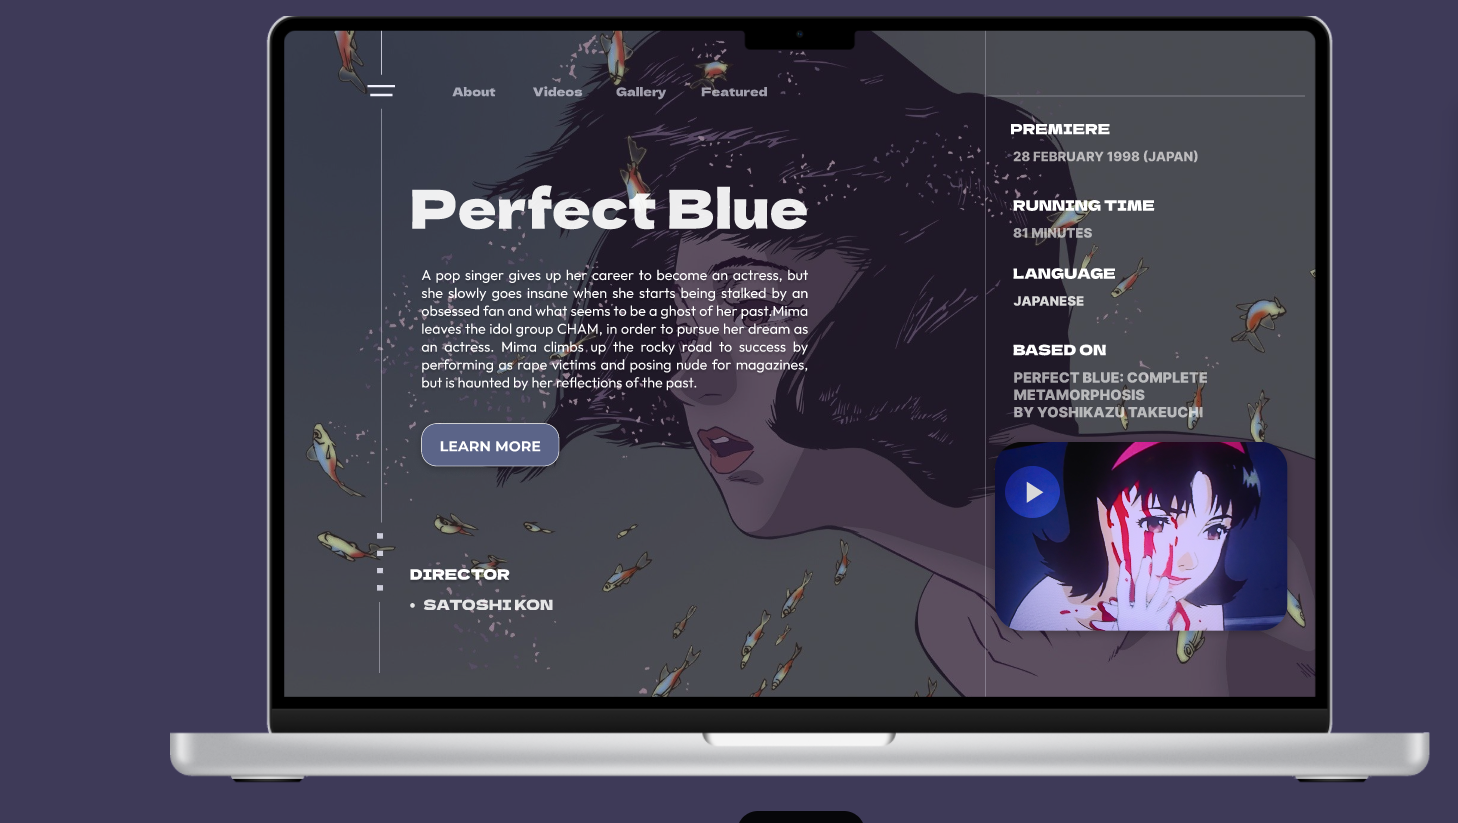 About Videos Gallery Featured
Perfect Blue
A pop singer gives up her career to become an actress, but
she slowly goes insane when she starts being stalked by an
obsessed fan and what seems to be a ghost of her past.Mima
leaves the idol group CHAM, in order to pursue her dream as
an actress. Mima climbs up the rocky road to success by
performing as rape victims and posing nude for magazines,
but is haunted by her reflections of the past.
LEARN MORE
DIRECTOR
• SATOSHI KON
PREMIERE
28 FEBRUARY 1998 (JAPAN)
RUNNING TIME
81 MINUTES
LANGUAGE
JAPANESE
BASED ON
PERFECT BLUE: COMPLETE
METAMORPHOSIS
BY YOSHIKAZU TAKEUCHI